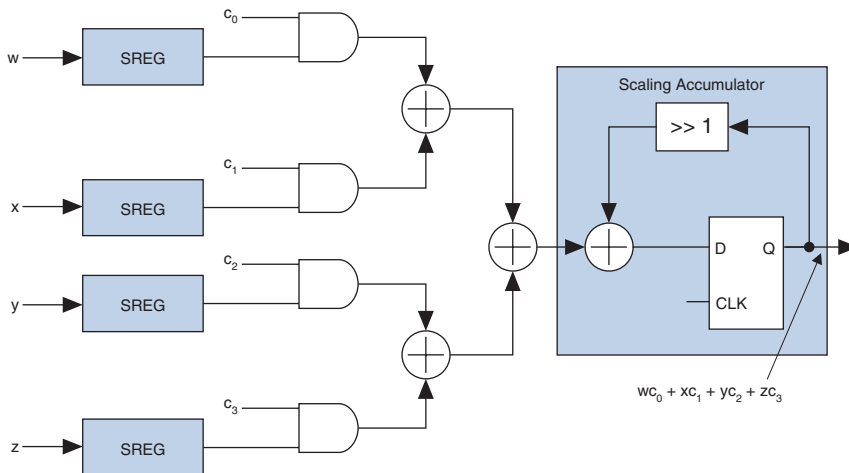 c₀
w
SREG
c₁
x
SREG
c₂
y
SREG
c₃
z
SREG
Scaling Accumulator
>> 1
D
Q
CLK
wc₀ + xc₁ + yc₂ + zc₃